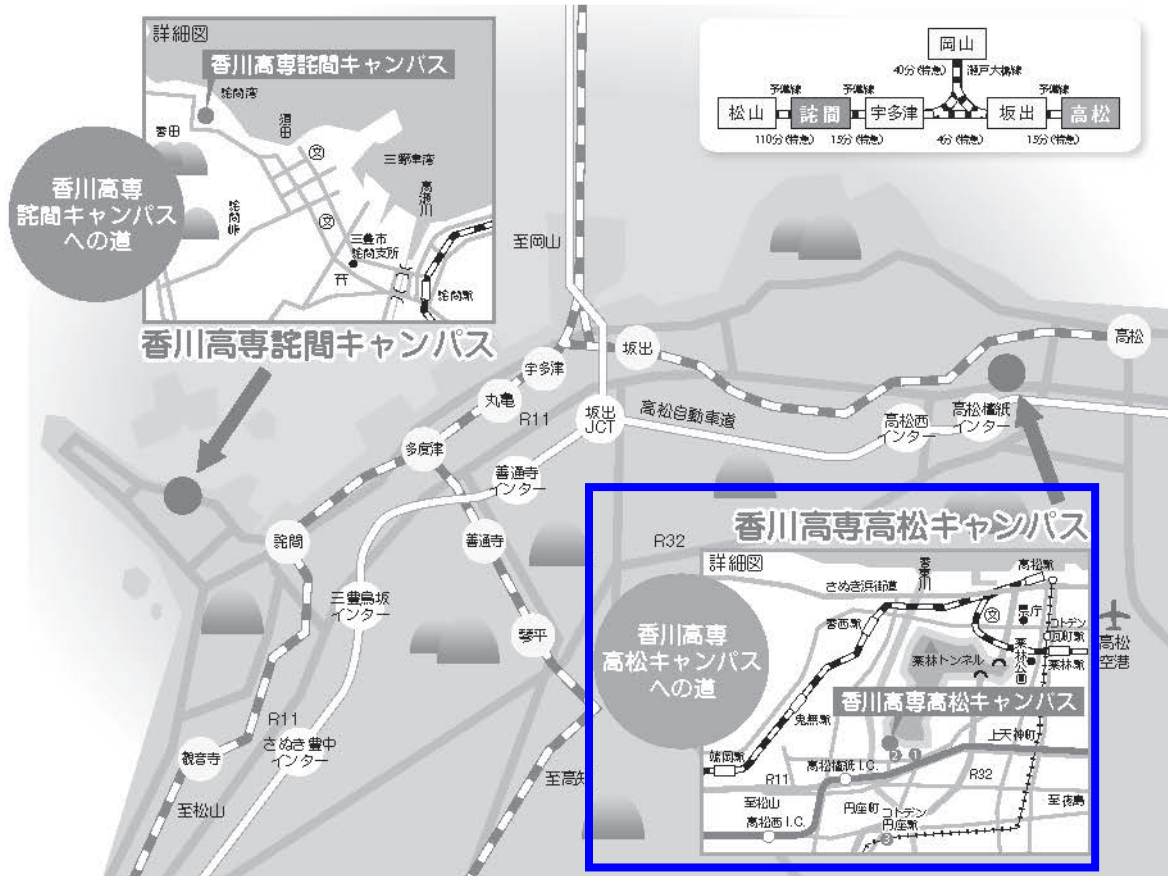 詳細図
香川高専詫間キャンパス
詫間湾
須田
香田
三野津湾
高瀬川
詫間峠
三豊市
詫間支所
詫間駅
香川高専
詫間キャンパス
への道
香川高専詫間キャンパス
岡山
40分(特急)
瀬戸大橋線
予讃線
予讃線
予讃線
松山
詫間
宇多津
坂出
高松
110分(特急)
15分(特急)
4分(特急)
15分(特急)
至岡山
坂出
高松
宇多津
丸亀
R11
坂出
JCT
高松自動車道
高松西
インター
高松檀紙
インター
多度津
善通寺
インター
詫間
善通寺
R32
三豊鳥坂
インター
琴平
R11
観音寺
さぬき豊中
インター
至松山
至高知
高松
空港
香川高専高松キャンパス
香川高専
高松キャンパス
への道
詳細図
香東川
高松駅
さぬき浜街道
香西駅
県庁
コトデン
瓦町駅
栗林公園
栗林駅
栗林トンネル
香川高専高松キャンパス
鬼無駅
上天神町
端岡駅
高松檀紙I.C.
R11
R32
2
1
至松山
円座町
コトデン
円座駅
至徳島
高松西I.C.
3